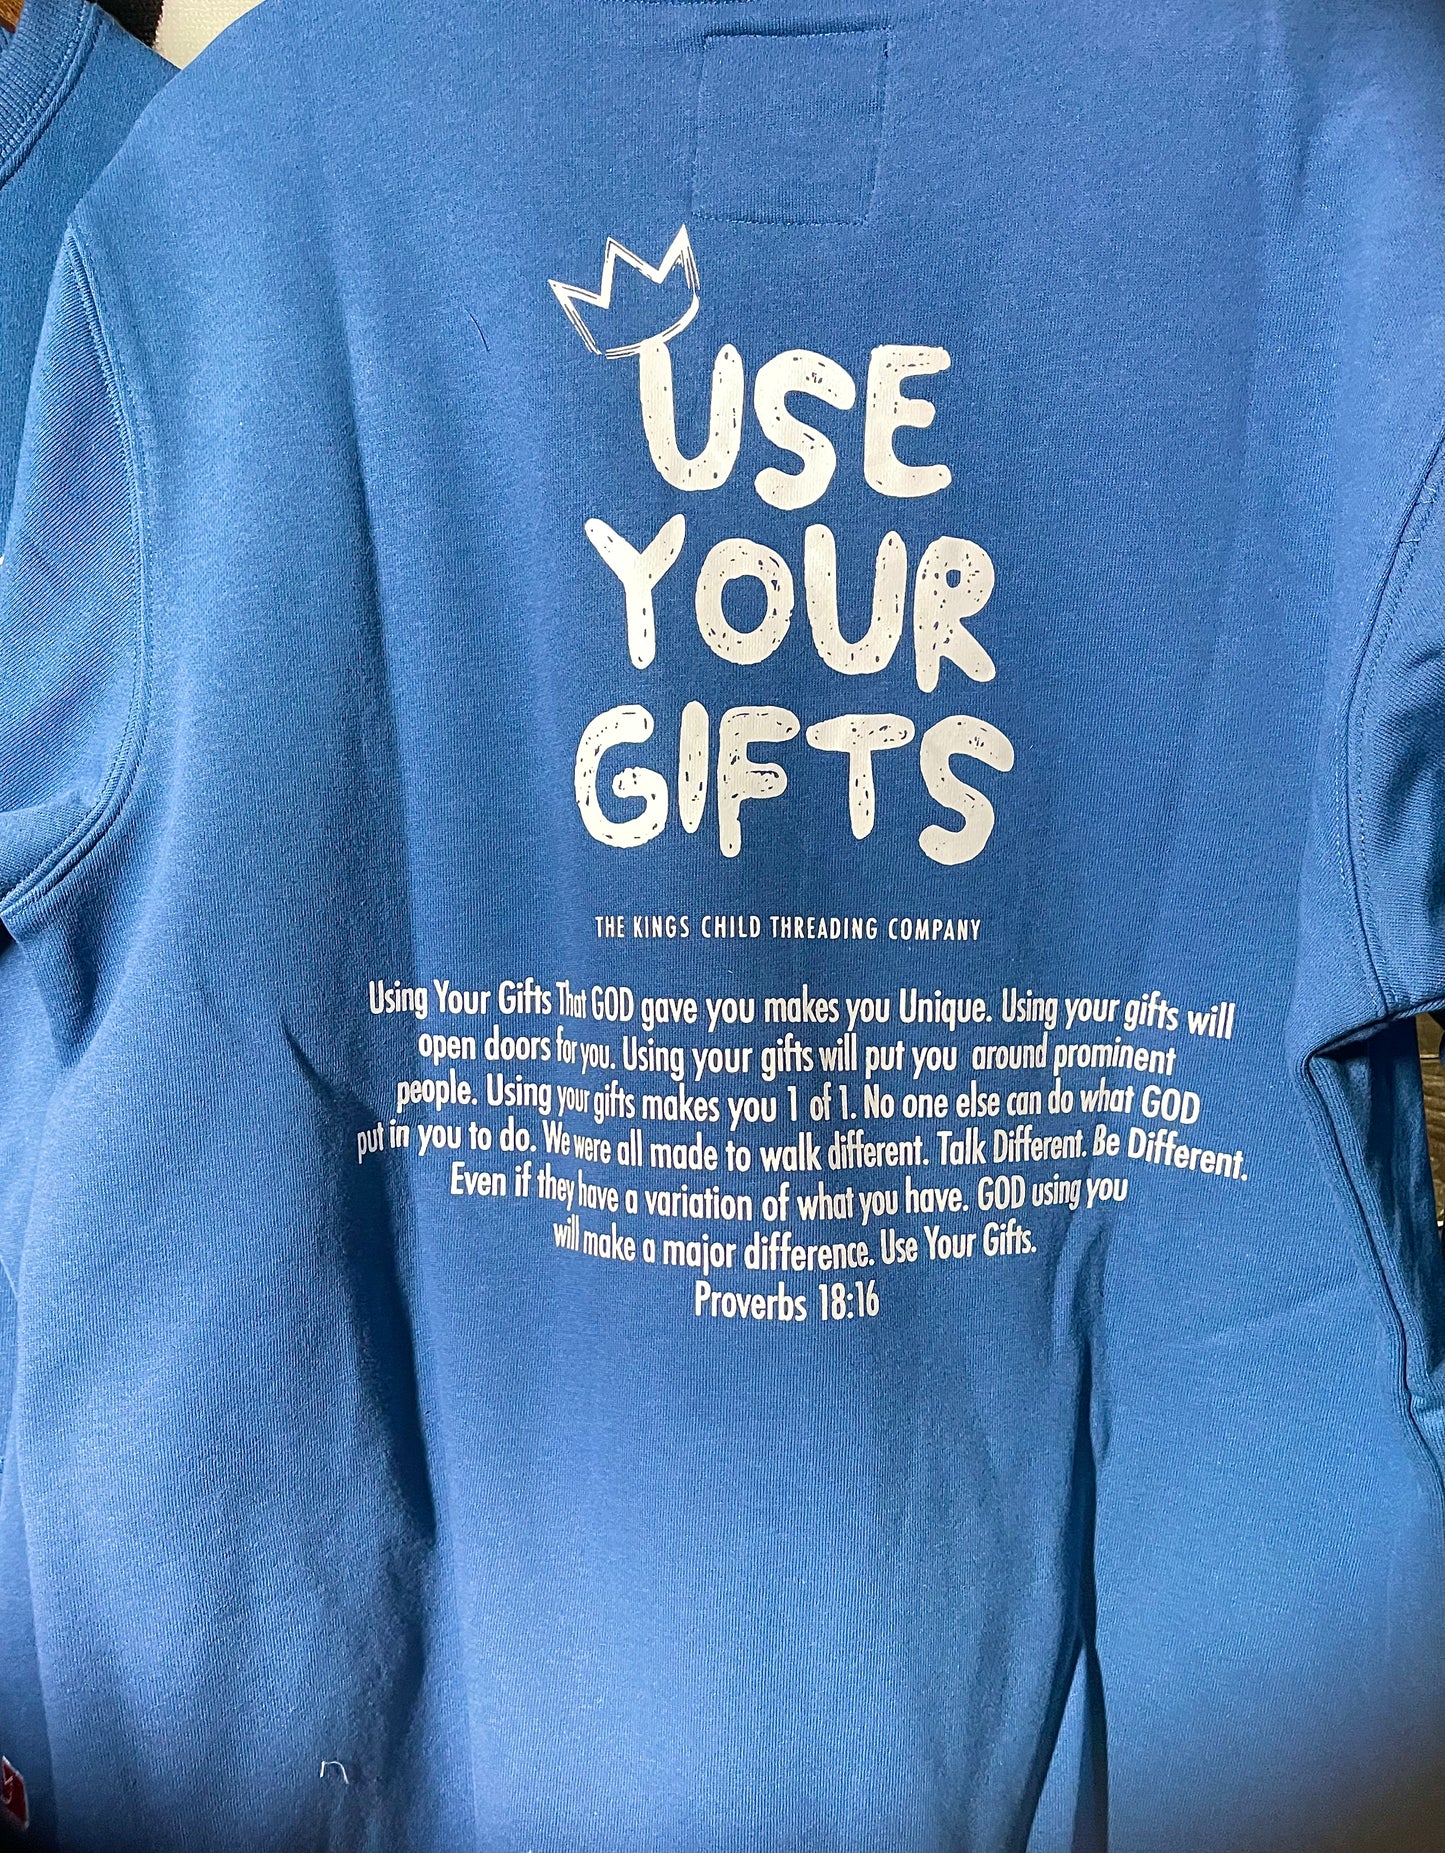 USE
YOUR
GIFTS
THE KINGS CHILD THREADING COMPANY
Using Your Gifts That GOD gave you makes you Unique. Using your gifts will
open doors for you. Using your gifts will put you around prominent
people. Using your gifts makes you 1 of 1. No one else can do what GOD
put in you to do. We were all made to walk different. Talk Different. Be Different.
Even if they have a variation of what you have. GOD using you
will make a major difference. Use Your Gifts.
Proverbs 18:16